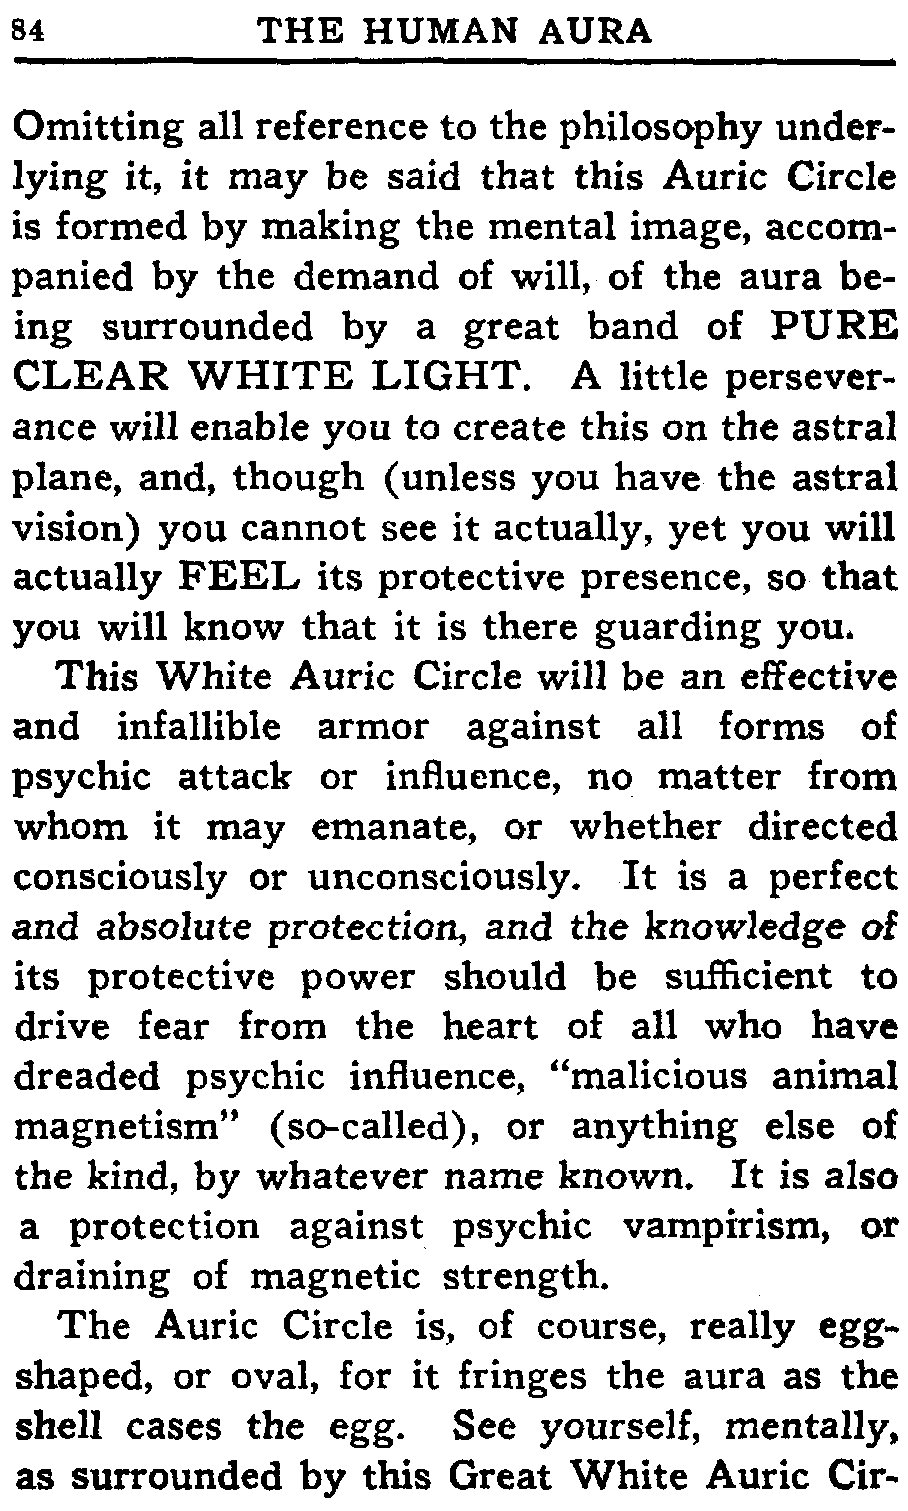 84 THE HUMAN AURA
Omitting all reference to the philosophy under-
lying it, it may be said that this Auric Circle
is formed by making the mental image, accom-
panied by the demand of will, of the aura be-
ing surrounded by a great band of PURE
CLEAR WHITE LIGHT. A little persever-
ance will enable you to create this on the astral
plane, and, though (unless you have the astral
vision) you cannot see it actually, yet you will
actually FEEL its protective presence, so that
you will know that it is there guarding you.
This White Auric Circle will be an effective
and infallible armor against all forms of
psychic attack or influence, no matter from
whom it may emanate, or whether directed
consciously or unconsciously. It is a perfect
and absolute protection, and the knowledge of
its protective power should be sufficient to
drive fear from the heart of all who have
dreaded psychic influence, “malicious animal
magnetism” (so-called), or anything else of
the kind, by whatever name known. It is also
a protection against psychic vampirism, or
draining of magnetic strength.
The Auric Circle is, of course, really egg-
shaped, or oval, for it fringes the aura as the
shell cases the egg. See yourself, mentally,
as surrounded by this Great White Auric Cir-